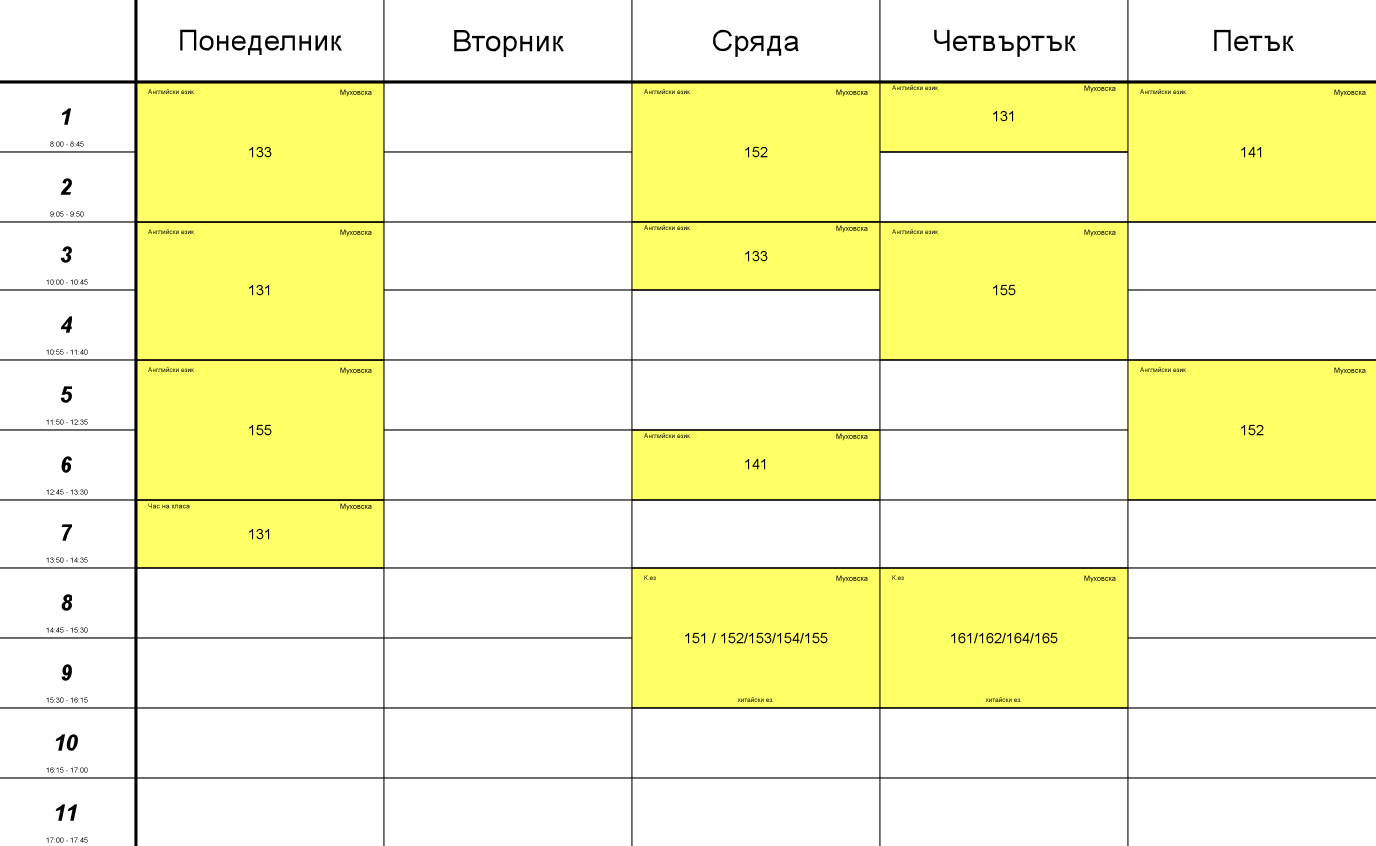 Понеделник Вторник Сряда Четвъртък Петък
1
8:00 - 8:45
Английски език Муховска
133
Английски език Муховска
152
Английски език Муховска
131
Английски език Муховска
141
2
9:05 - 9:50
3
10:00 - 10:45
Английски език Муховска
131
Английски език Муховска
133
Английски език Муховска
155
4
10:55 - 11:40
5
11:50 - 12:35
Английски език Муховска
155
Английски език Муховска
152
6
12:45 - 13:30
Английски език Муховска
141
7
13:50 - 14:35
Час на класа Муховска
131
8
14:45 - 15:30
К.ез Муховска
151 / 152/153/154/155
китайски ез.
К.ез Муховска
161/162/164/165
китайски ез.
9
15:30 - 16:15
10
16:15 - 17:00
11
17:00 - 17:45